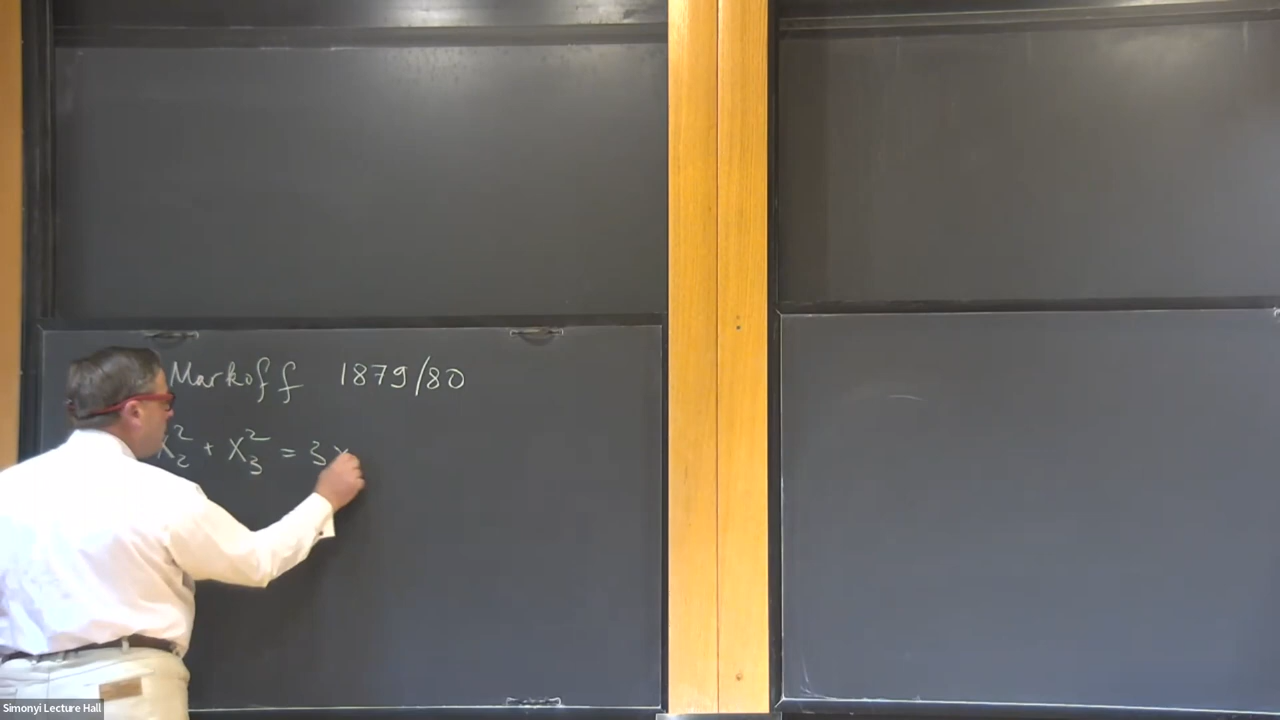 Markoff 1879/80
X₂² + X₃² = 3 x
Simonyi Lecture Hall